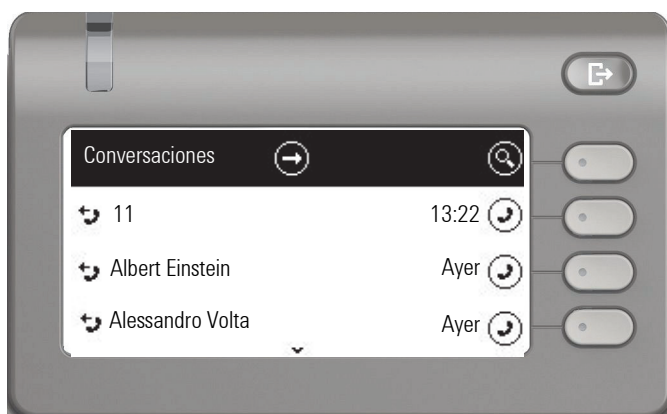 Conversaciones
11 13:22
Albert Einstein Ayer
Alessandro Volta Ayer